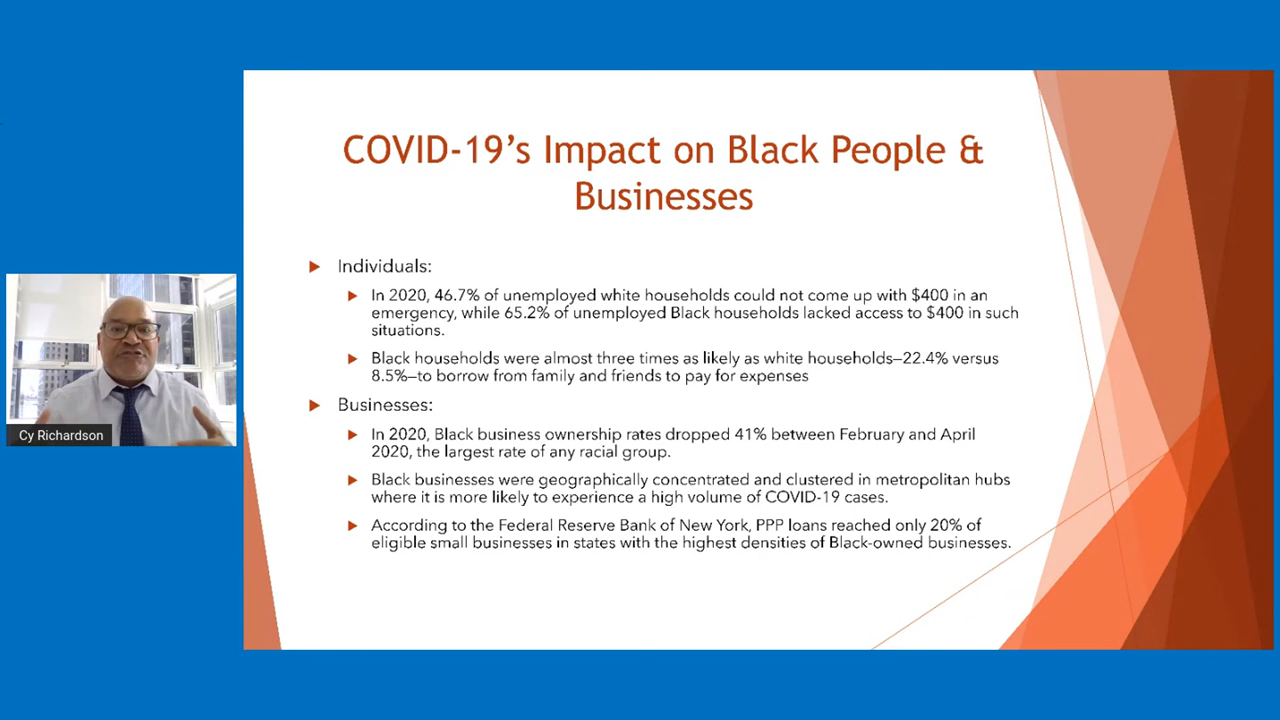 COVID-19’s Impact on Black People &
Businesses
Individuals:
In 2020, 46.7% of unemployed white households could not come up with $400 in an
emergency, while 65.2% of unemployed Black households lacked access to $400 in such
situations.
Black households were almost three times as likely as white households—22.4% versus
8.5%—to borrow from family and friends to pay for expenses
Businesses:
In 2020, Black business ownership rates dropped 41% between February and April
2020, the largest rate of any racial group.
Black businesses were geographically concentrated and clustered in metropolitan hubs
where it is more likely to experience a high volume of COVID-19 cases.
According to the Federal Reserve Bank of New York, PPP loans reached only 20% of
eligible small businesses in states with the highest densities of Black-owned businesses.
Cy Richardson